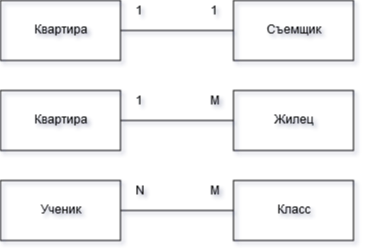 Квартира 1 1 Съемщик
Квартира 1 M Жилец
Ученик N M Класс